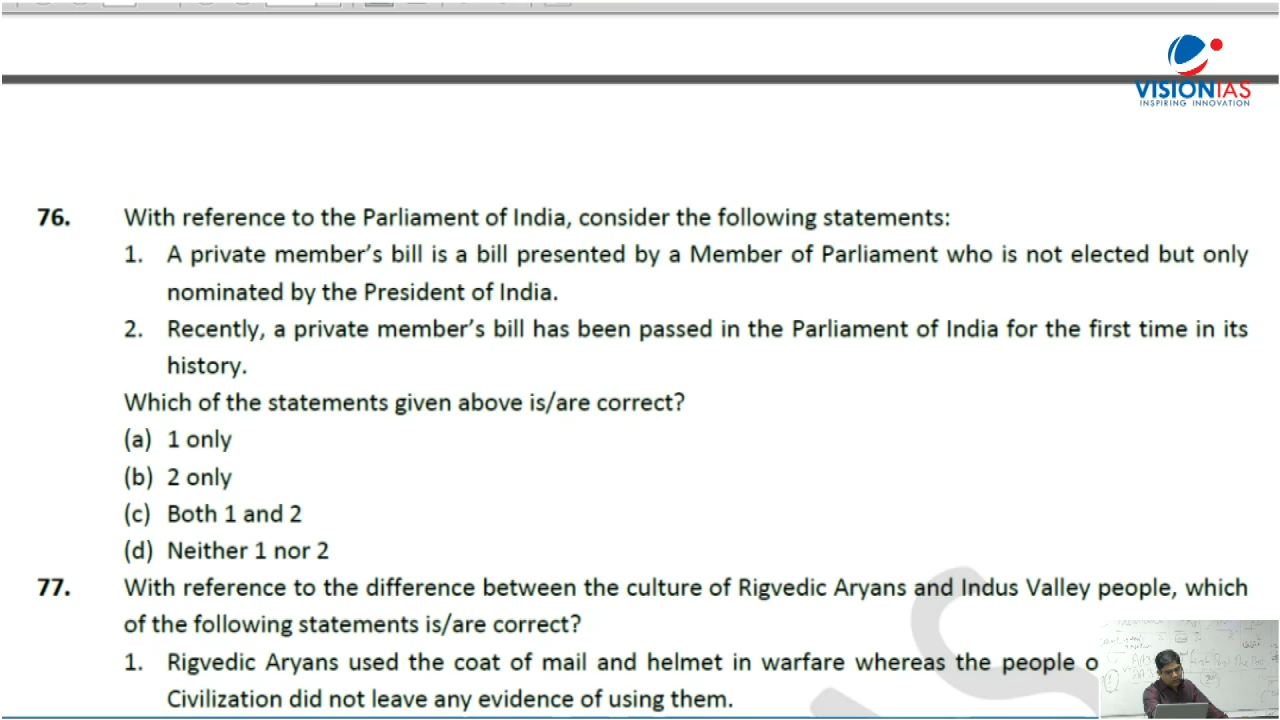 VISIONIAS
INSPIRING INNOVATION
76. With reference to the Parliament of India, consider the following statements:
1. A private member's bill is a bill presented by a Member of Parliament who is not elected but only
nominated by the President of India.
2. Recently, a private member's bill has been passed in the Parliament of India for the first time in its
history.
Which of the statements given above is/are correct?
(a) 1 only
(b) 2 only
(c) Both 1 and 2
(d) Neither 1 nor 2
77. With reference to the difference between the culture of Rigvedic Aryans and Indus Valley people, which
of the following statements is/are correct?
1. Rigvedic Aryans used the coat of mail and helmet in warfare whereas the people o
Civilization did not leave any evidence of using them.